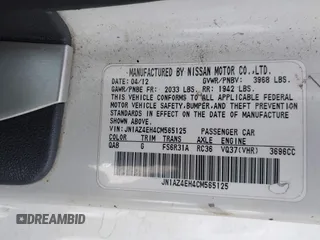 MANUFACTURED BY NISSAN MOTOR CO.,LTD.
DATE: 04/12 GVWR/PNBV: 3968 LBS.
GAWR/PNBE FR: 2033 LBS. RR: 1942 LBS.
THIS VEHICLE CONFORMS TO ALL APPLICABLE
FEDERAL MOTOR VEHICLE SAFETY, BUMPER, AND THEFT
PREVENTION STANDARDS IN EFFECT ON THE DATE OF
MANUFACTURE SHOWN ABOVE.
VIN: JN1AZ4EH4CM565125 PASSENGER CAR
COLOR TRIM TRANS AXLE ENGINE
QAB G FS6R31A RC36 VQ37(VHR) 3696CC
JN1AZ4EH4CM565125
DREAMBID
dreambid.com